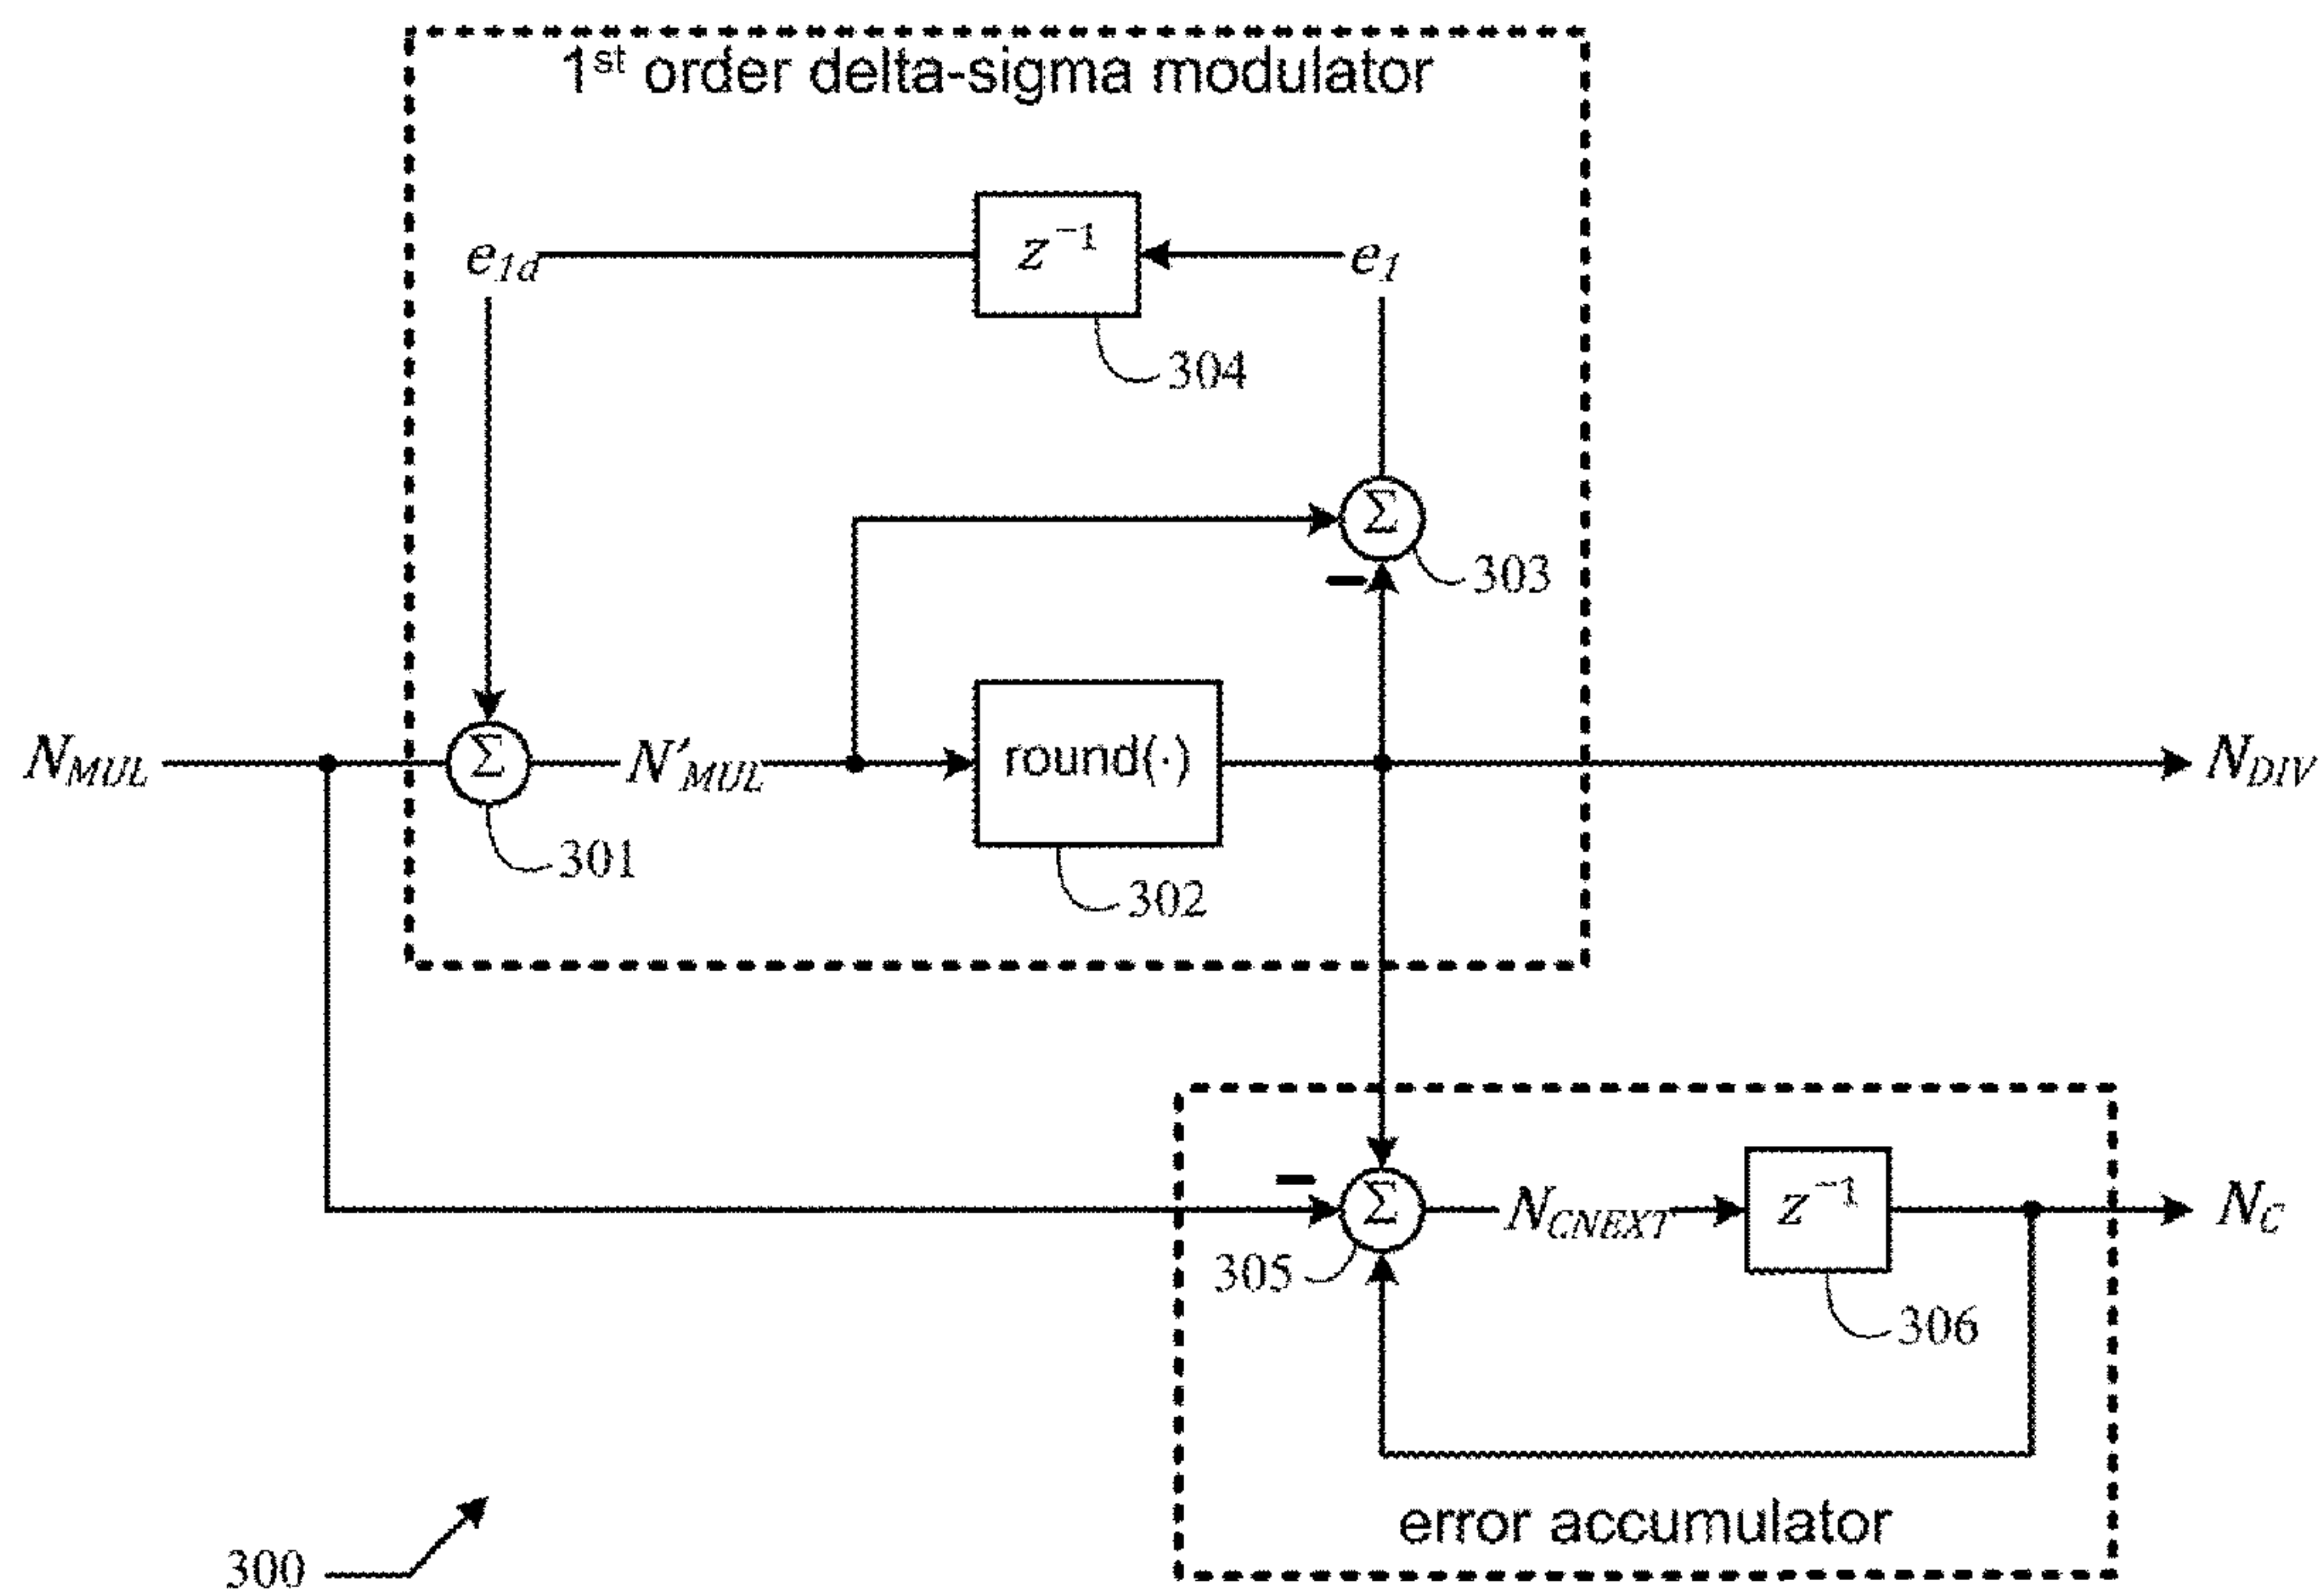 1st order delta-sigma modulator
z⁻¹
e1d
e1
304
Σ
303
NMUL
Σ
N'MUL
round(·)
NDIV
301
302
Σ
NCNEXT
z⁻¹
NC
305
306
error accumulator
300